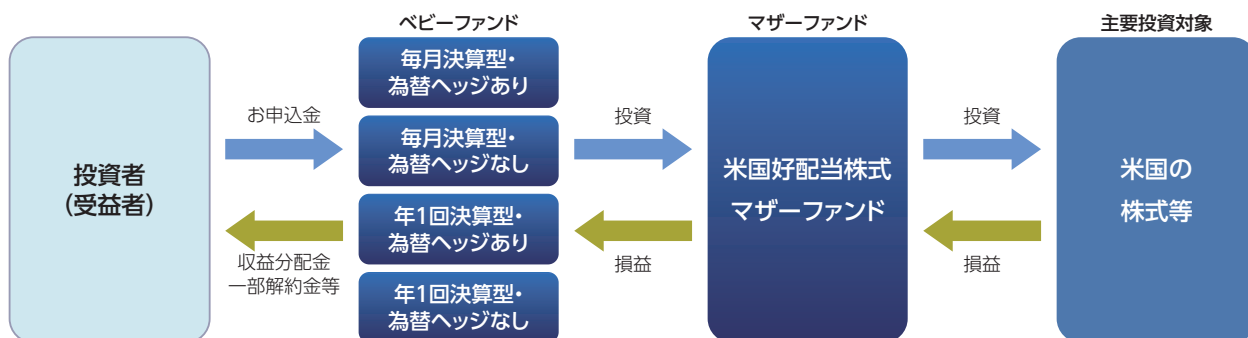 ベビーファンド
マザーファンド
主要投資対象
投資者
（受益者）
お申込金
収益分配金
一部解約金等
毎月決算型・
為替ヘッジあり
毎月決算型・
為替ヘッジなし
年1回決算型・
為替ヘッジあり
年1回決算型・
為替ヘッジなし
投資
損益
米国好配当株式
マザーファンド
投資
損益
米国の
株式等